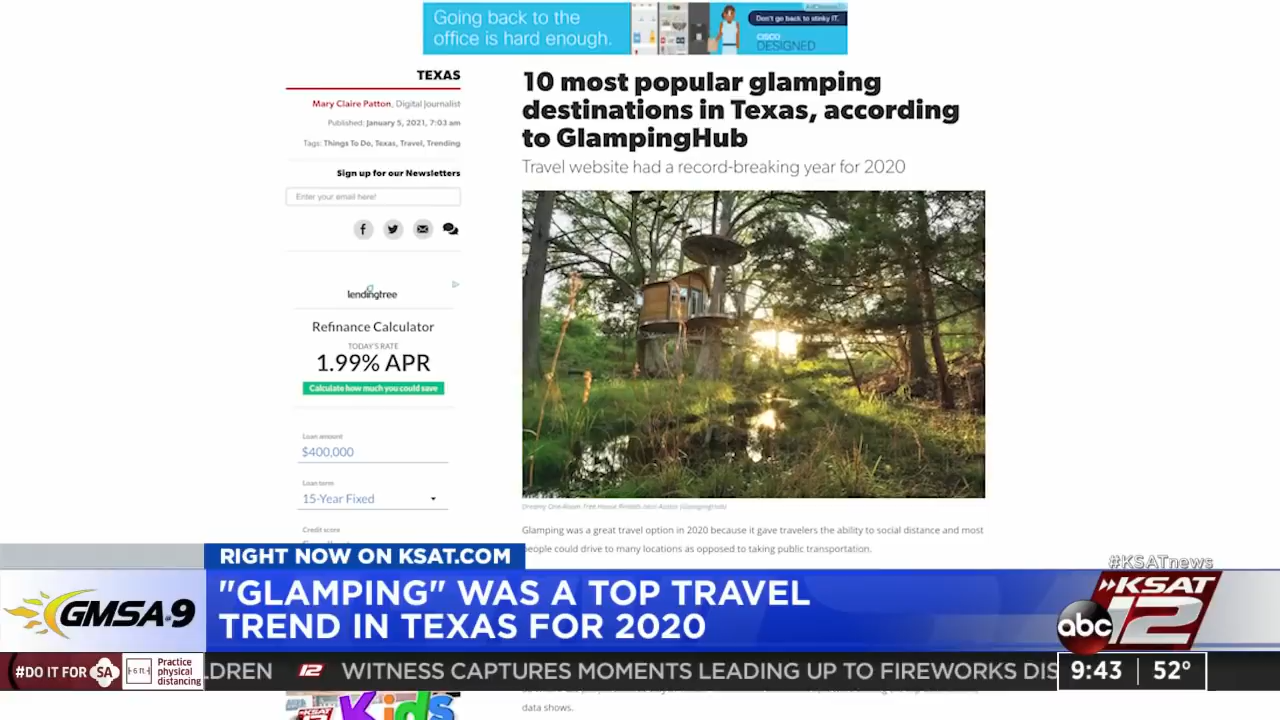 Going back to the
office is hard enough.
Don't go back to stinky IT.
CISCO
DESIGNED
TEXAS
Mary Claire Patton, Digital Journalist
Published: January 5, 2021, 7:03 am
Tags: Things To Do, Texas, Travel, Trending
Sign up for our Newsletters
Enter your email here!
f
lendingtree
Refinance Calculator
TODAY'S RATE
1.99% APR
Calculate how much you could save
Loan amount
$400,000
Loan term
15-Year Fixed
Credit score
10 most popular glamping
destinations in Texas, according
to GlampingHub
Travel website had a record-breaking year for 2020
Glamping was a great travel option in 2020 because it gave travelers the ability to social distance and most
people could drive to many locations as opposed to taking public transportation.
RIGHT NOW ON KSAT.COM
#KSATnews
"GLAMPING" WAS A TOP TRAVEL
TREND IN TEXAS FOR 2020
GMSA@9
KSAT
12
abc
#DO IT FOR SA
6 ft
Practice
physical
distancing
LDREN 12 WITNESS CAPTURES MOMENTS LEADING UP TO FIREWORKS DIS
9:43 52°
data shows.
KSAT
Kids